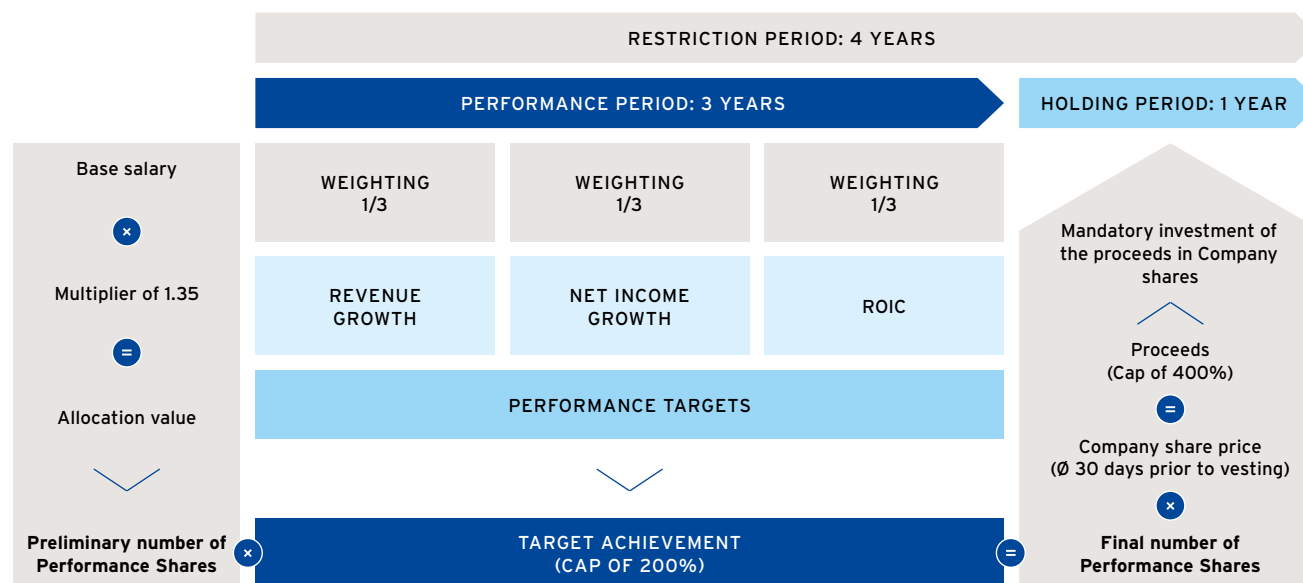 RESTRICTION PERIOD: 4 YEARS
PERFORMANCE PERIOD: 3 YEARS
HOLDING PERIOD: 1 YEAR
Base salary
×
Multiplier of 1.35
=
Allocation value
Preliminary number of
Performance Shares
×
WEIGHTING
1/3
WEIGHTING
1/3
WEIGHTING
1/3
REVENUE
GROWTH
NET INCOME
GROWTH
ROIC
PERFORMANCE TARGETS
TARGET ACHIEVEMENT
(CAP OF 200%)
=
Mandatory investment of
the proceeds in Company
shares
Proceeds
(Cap of 400%)
=
Company share price
(Ø 30 days prior to vesting)
×
Final number of
Performance Shares